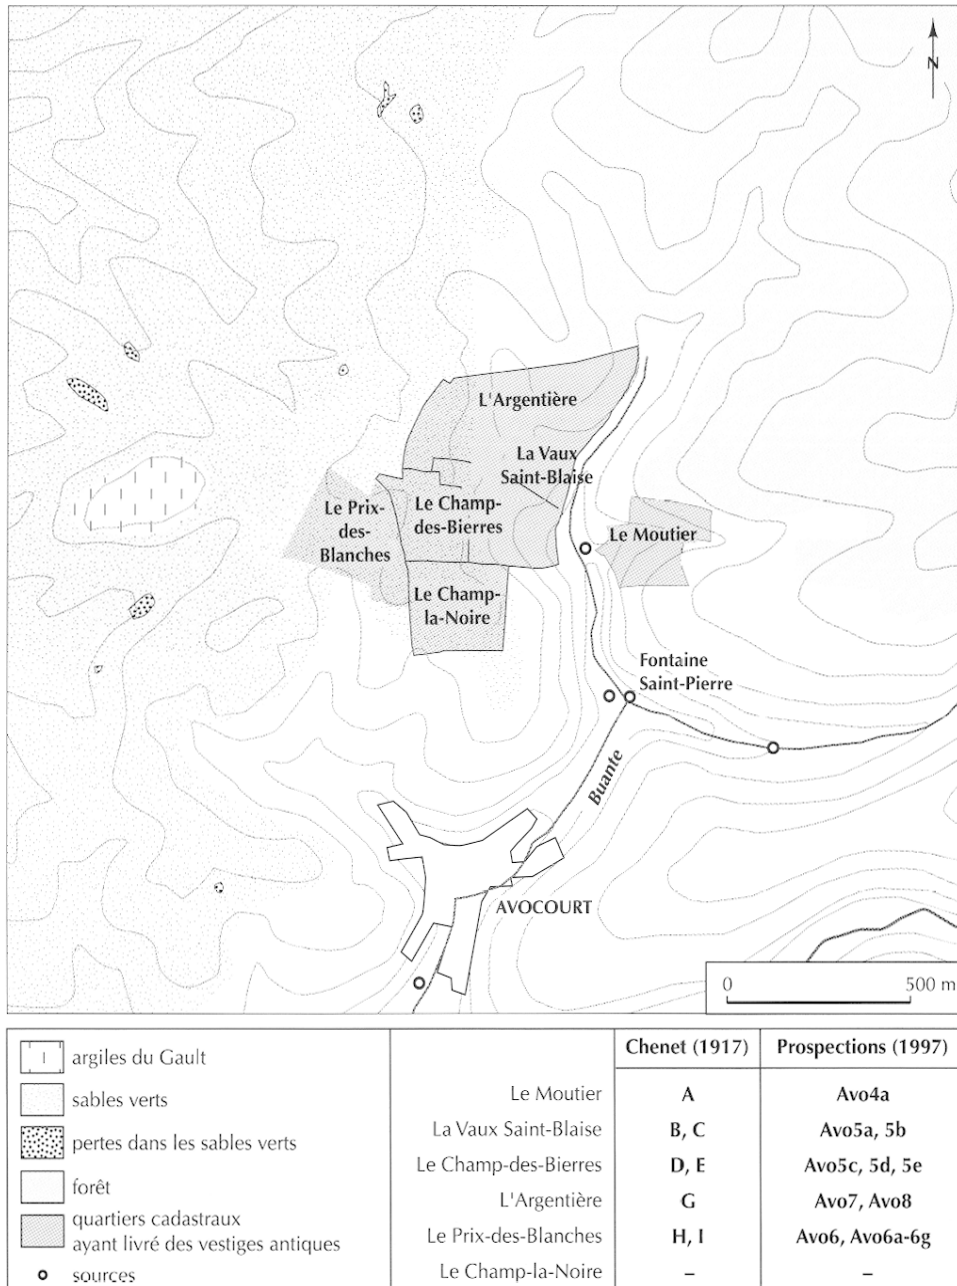 N
L'Argentière
La Vaux
Saint-Blaise
Le Prix-
des-
Blanches
Le Champ-
des-Bierres
Le Moutier
Le Champ-
la-Noire
Fontaine
Saint-Pierre
Buante
AVOCOURT
0 500 m
argiles du Gault
sables verts
pertes dans les sables verts
forêt
quartiers cadastraux
ayant livré des vestiges antiques
sources
Chenet (1917) Prospections (1997)
Le Moutier A Avo4a
La Vaux Saint-Blaise B, C Avo5a, 5b
Le Champ-des-Bierres D, E Avo5c, 5d, 5e
L'Argentière G Avo7, Avo8
Le Prix-des-Blanches H, I Avo6, Avo6a-6g
Le Champ-la-Noire – –